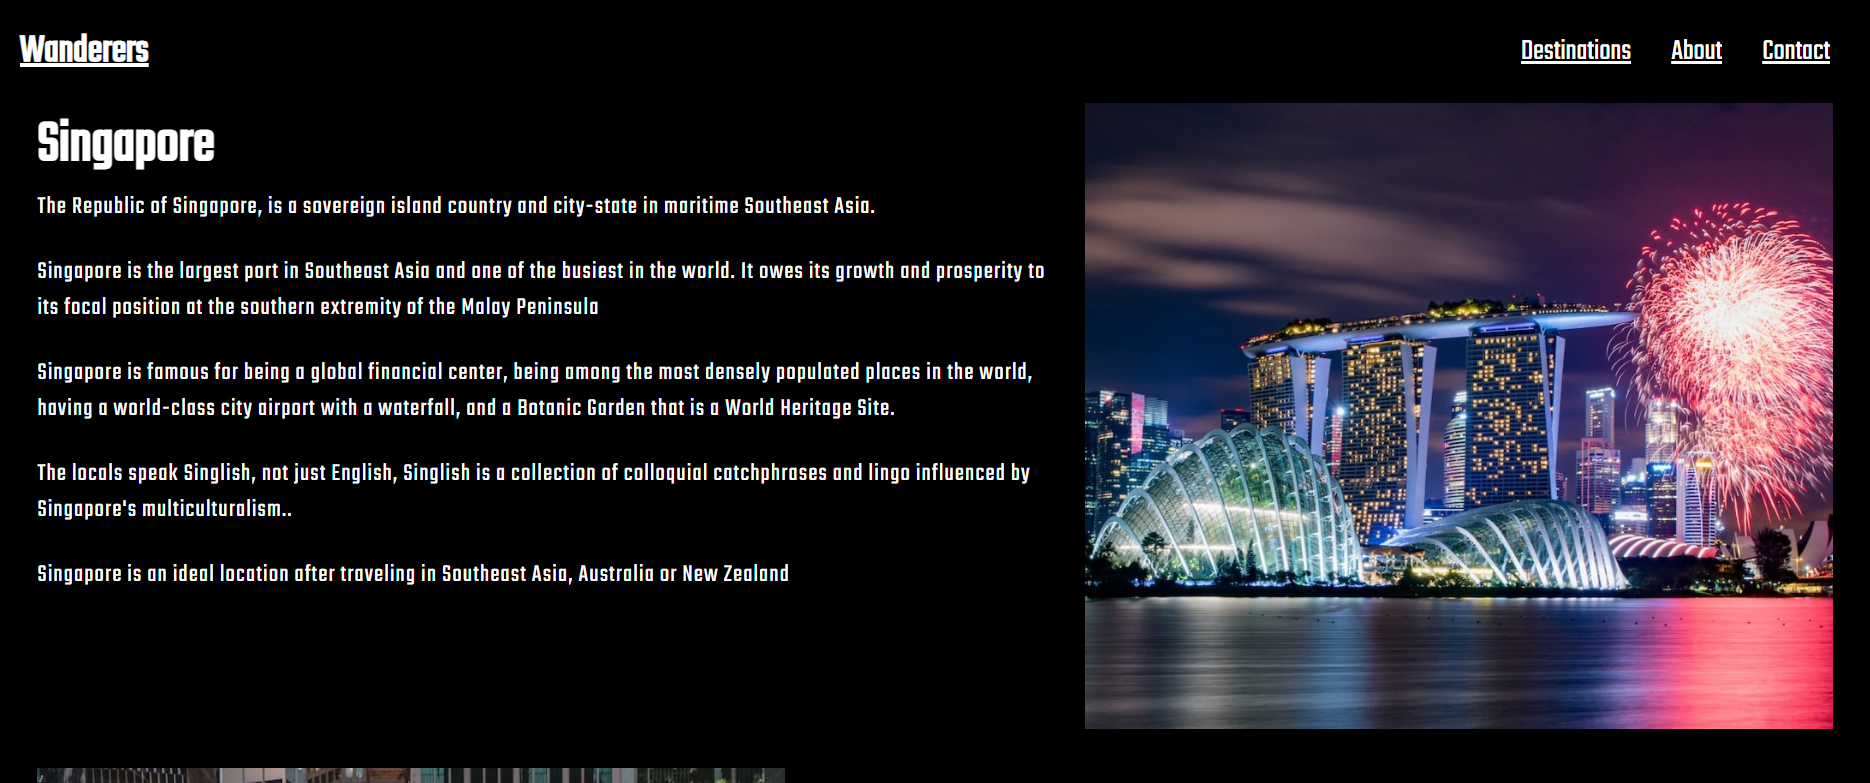 Wanderers
Destinations About Contact
Singapore
The Republic of Singapore, is a sovereign island country and city-state in maritime Southeast Asia.
Singapore is the largest port in Southeast Asia and one of the busiest in the world. It owes its growth and prosperity to
its focal position at the southern extremity of the Malay Peninsula
Singapore is famous for being a global financial center, being among the most densely populated places in the world,
having a world-class city airport with a waterfall, and a Botanic Garden that is a World Heritage Site.
The locals speak Singlish, not just English, Singlish is a collection of colloquial catchphrases and lingo influenced by
Singapore's multiculturalism..
Singapore is an ideal location after traveling in Southeast Asia, Australia or New Zealand